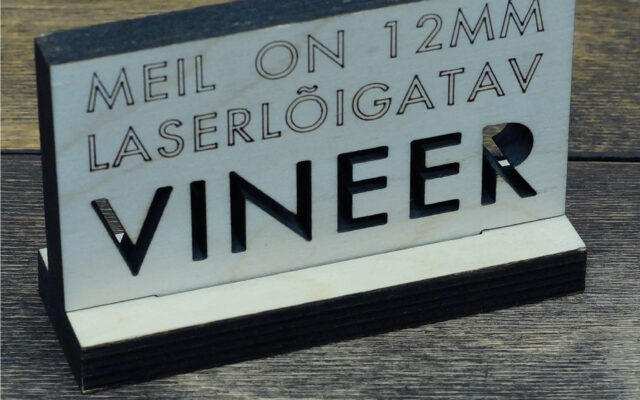 MEIL ON 12MM
LASERLÕIGATAV
VINEER